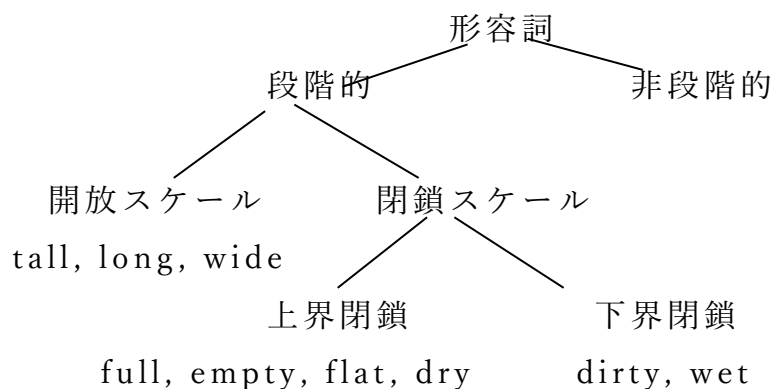 形容詞
段階的 非段階的
開放スケール 閉鎖スケール
tall, long, wide
上界閉鎖 下界閉鎖
full, empty, flat, dry dirty, wet